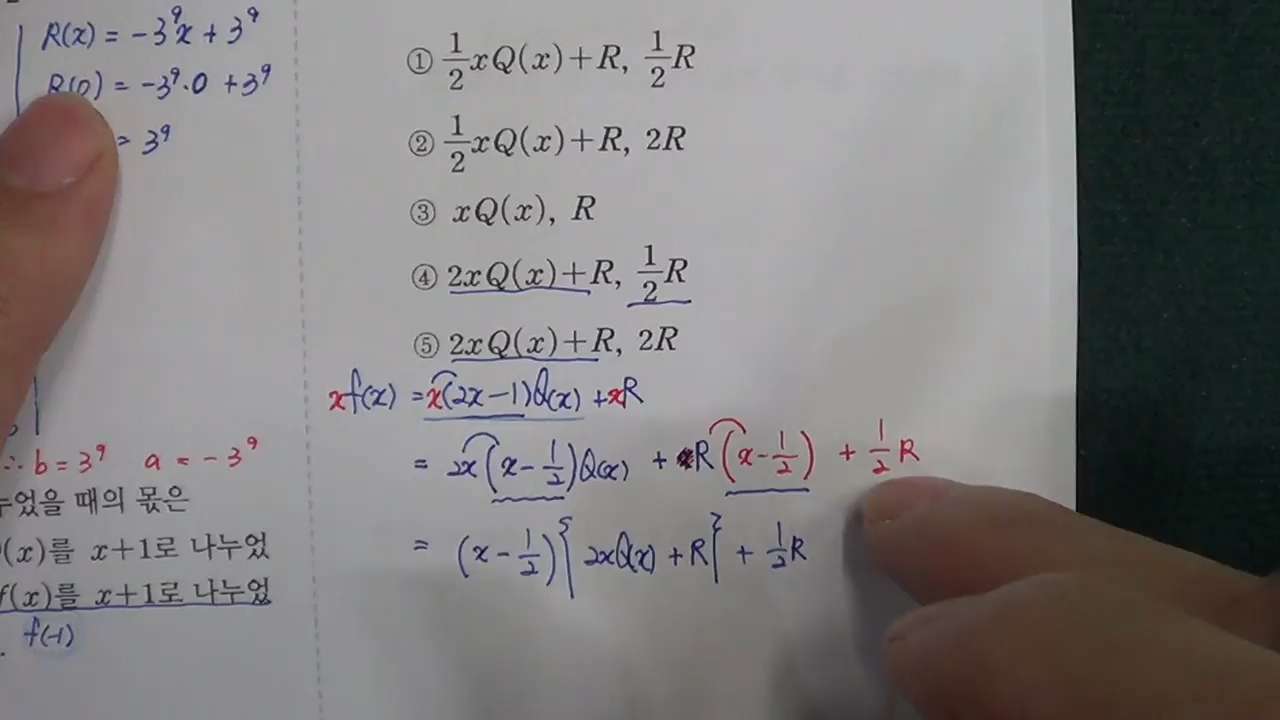 R(x) = -3⁹x + 3⁹
R(0) = -3⁹·0 + 3⁹
= 3⁹
∴ b = 3⁹ a = -3⁹
누었을 때의 몫은
(x)를 x+1로 나누었
f(x)를 x+1로 나누었
f(-1)
① 1/2 xQ(x)+R, 1/2 R
② 1/2 xQ(x)+R, 2R
③ xQ(x), R
④ 2xQ(x)+R, 1/2 R
⑤ 2xQ(x)+R, 2R
xf(x) = x(2x-1)Q(x) + xR
= 2x(x - 1/2)Q(x) + R(x - 1/2) + 1/2 R
= (x - 1/2){2xQ(x) + R} + 1/2 R